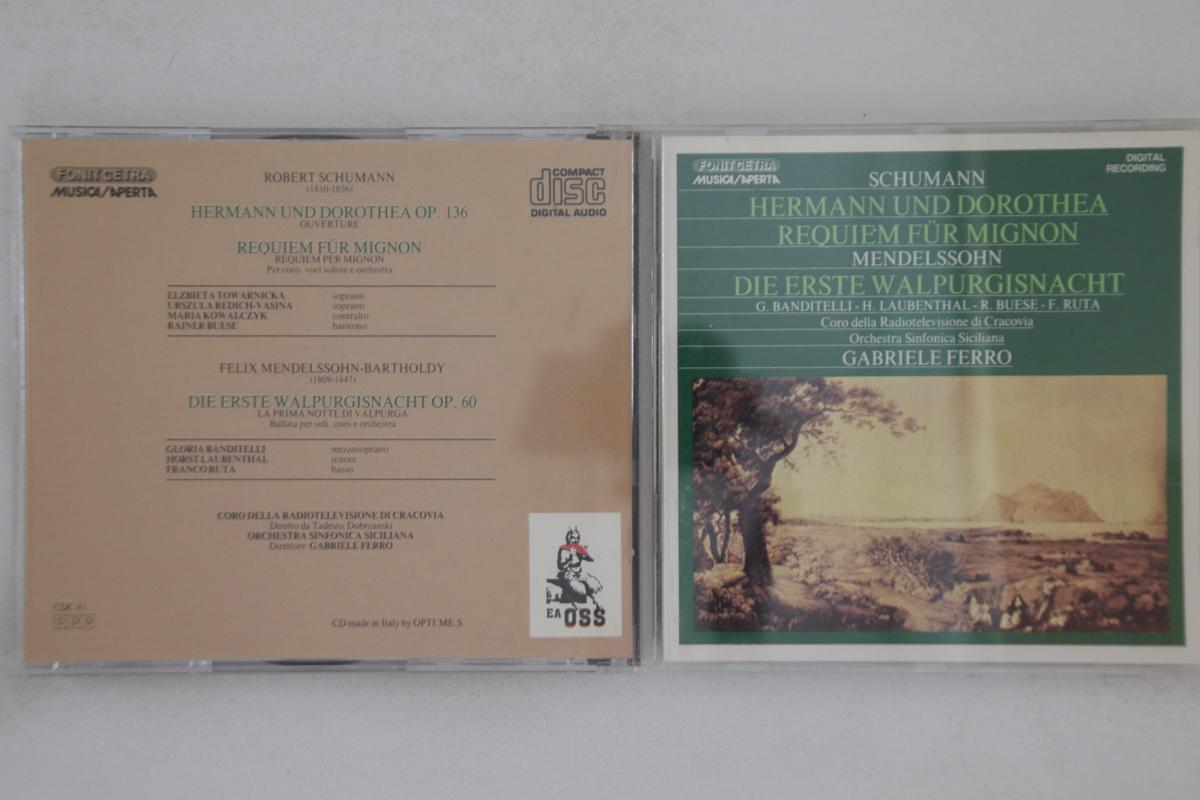 FONIT CETRA
MUSICA/APERTA
COMPACT
disc
DIGITAL AUDIO
ROBERT SCHUMANN
(1810-1856)
HERMANN UND DOROTHEA OP. 136
OUVERTURE
REQUIEM FÜR MIGNON
REQUIEM PER MIGNON
Per coro, voci soliste e orchestra
ELZBIETA TOWARNICKA soprano
URSZULA REDICH-VASINA soprano
MARIA KOWALCZYK contralto
RAINER BUESE baritono
FELIX MENDELSSOHN-BARTHOLDY
(1809-1847)
DIE ERSTE WALPURGISNACHT OP. 60
LA PRIMA NOTTE DI VALPURGA
Ballata per soli, coro e orchestra
GLORIA BANDITELLI mezzosoprano
HORST LAUBENTHAL tenore
FRANCO RUTA basso
CORO DELLA RADIOTELEVISIONE DI CRACOVIA
Diretto da Tadeusz Dobrzanski
ORCHESTRA SINFONICA SICILIANA
Direttore: GABRIELE FERRO
CDC 41
DDD
CD made in Italy by OPTI.ME.S.
EA OSS
FONIT CETRA
MUSICA/APERTA
DIGITAL
RECORDING
SCHUMANN
HERMANN UND DOROTHEA
REQUIEM FÜR MIGNON
MENDELSSOHN
DIE ERSTE WALPURGISNACHT
G. BANDITELLI - H. LAUBENTHAL - R. BUESE - F. RUTA
Coro della Radiotelevisione di Cracovia
Orchestra Sinfonica Siciliana
GABRIELE FERRO